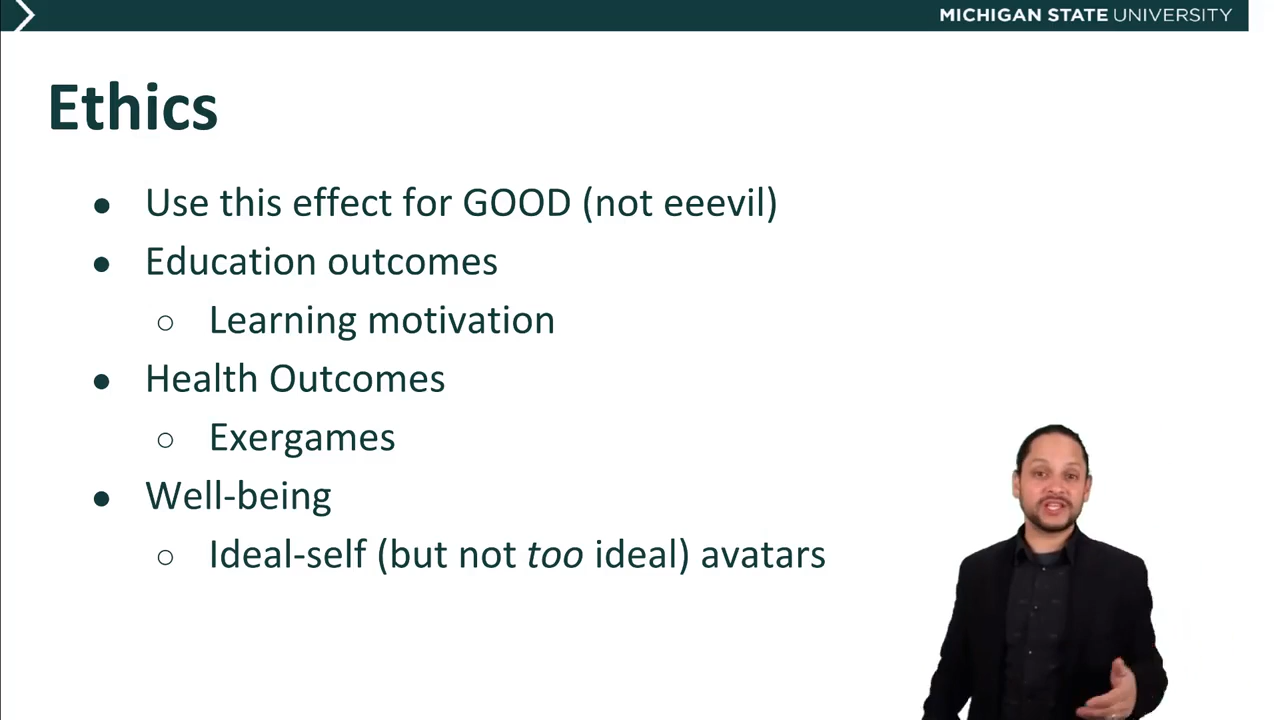 MICHIGAN STATE UNIVERSITY
Ethics
● Use this effect for GOOD (not eeevil)
● Education outcomes
○ Learning motivation
● Health Outcomes
○ Exergames
● Well-being
○ Ideal-self (but not too ideal) avatars